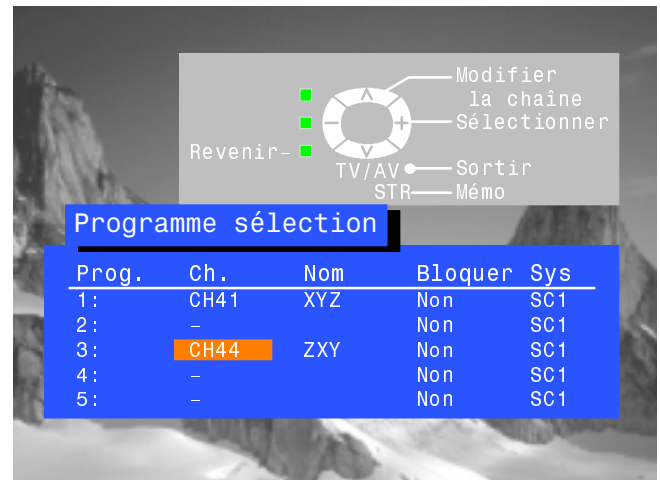 Modifier
la chaîne
Sélectionner
Revenir–
TV/AV Sortir
STR Mémo
Programme sélection
Prog. Ch. Nom Bloquer Sys
1: CH41 XYZ Non SC1
2: – Non SC1
3: CH44 ZXY Non SC1
4: – Non SC1
5: – Non SC1